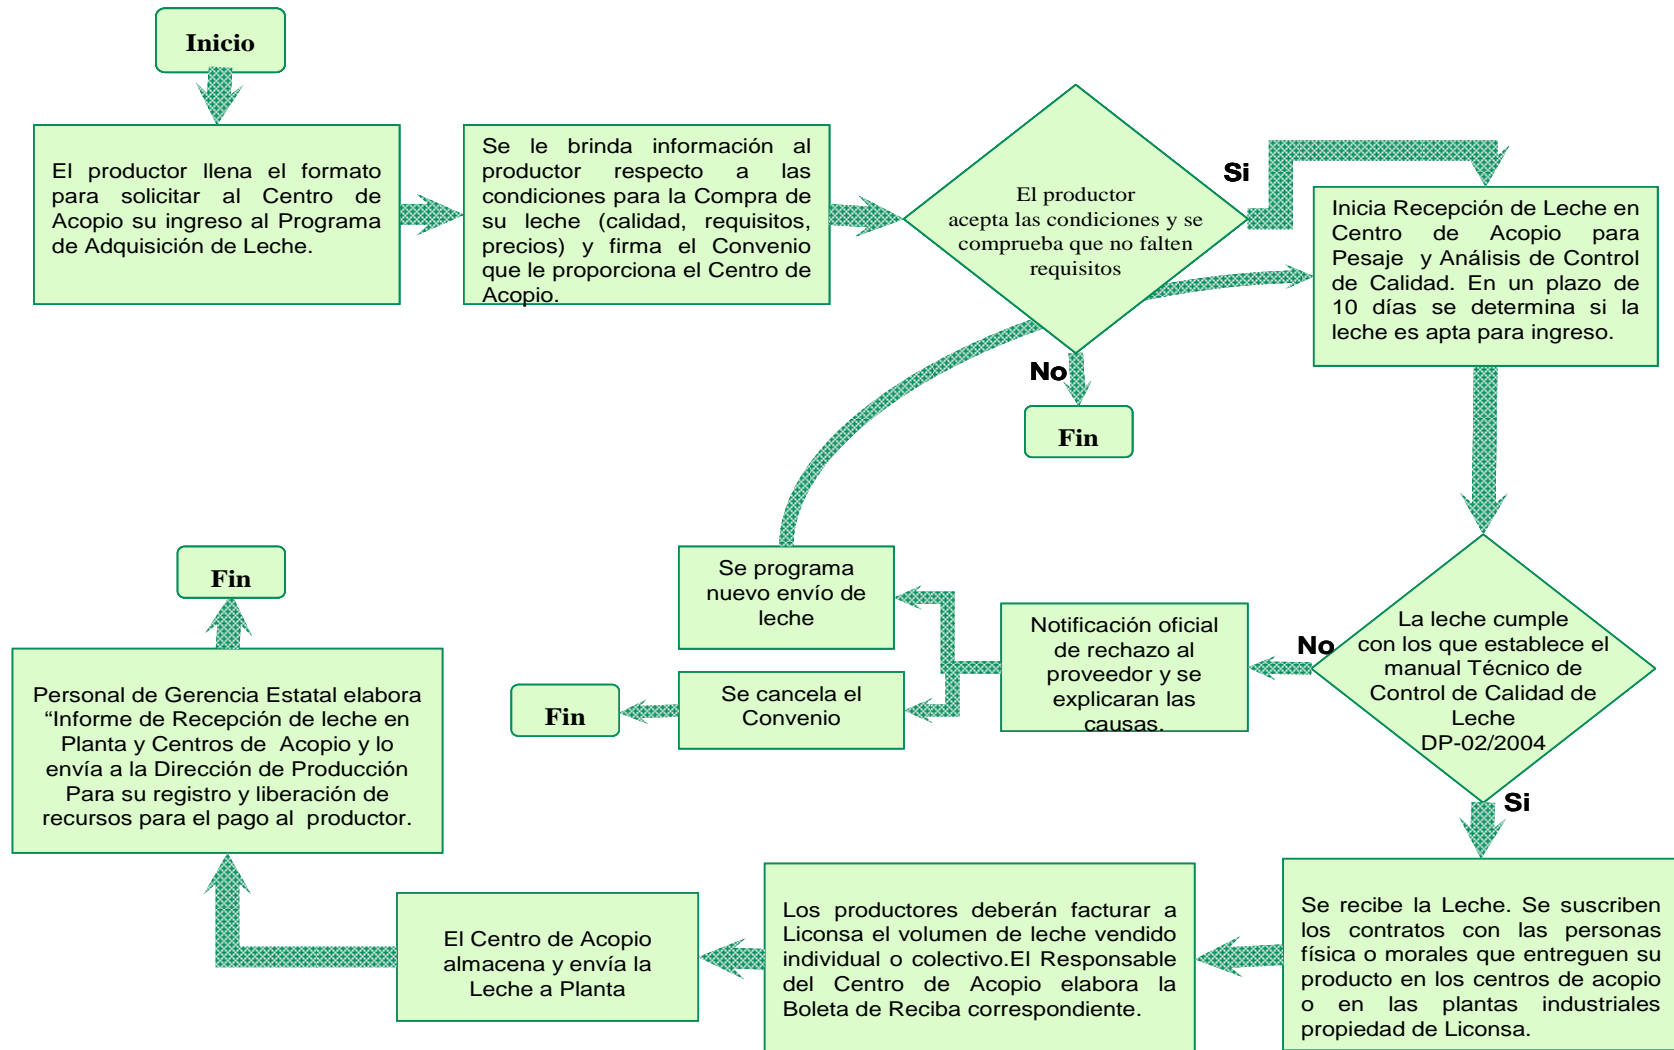 Inicio
El productor llena el formato
para solicitar al Centro de
Acopio su ingreso al Programa
de Adquisición de Leche.
Se le brinda información al
productor respecto a las
condiciones para la Compra de
su leche (calidad, requisitos,
precios) y firma el Convenio
que le proporciona el Centro de
Acopio.
El productor
acepta las condiciones y se
comprueba que no falten
requisitos
Si
No
Fin
Inicia Recepción de Leche en
Centro de Acopio para
Pesaje y Análisis de Control
de Calidad. En un plazo de
10 días se determina si la
leche es apta para ingreso.
La leche cumple
con los que establece el
manual Técnico de
Control de Calidad de
Leche
DP-02/2004
No
Si
Notificación oficial
de rechazo al
proveedor y se
explicaran las
causas.
Se programa
nuevo envío de
leche
Se cancela el
Convenio
Fin
Se recibe la Leche. Se suscriben
los contratos con las personas
física o morales que entreguen su
producto en los centros de acopio
o en las plantas industriales
propiedad de Liconsa.
Los productores deberán facturar a
Liconsa el volumen de leche vendido
individual o colectivo.El Responsable
del Centro de Acopio elabora la
Boleta de Reciba correspondiente.
El Centro de Acopio
almacena y envía la
Leche a Planta
Personal de Gerencia Estatal elabora
“Informe de Recepción de leche en
Planta y Centros de Acopio y lo
envía a la Dirección de Producción
Para su registro y liberación de
recursos para el pago al productor.
Fin